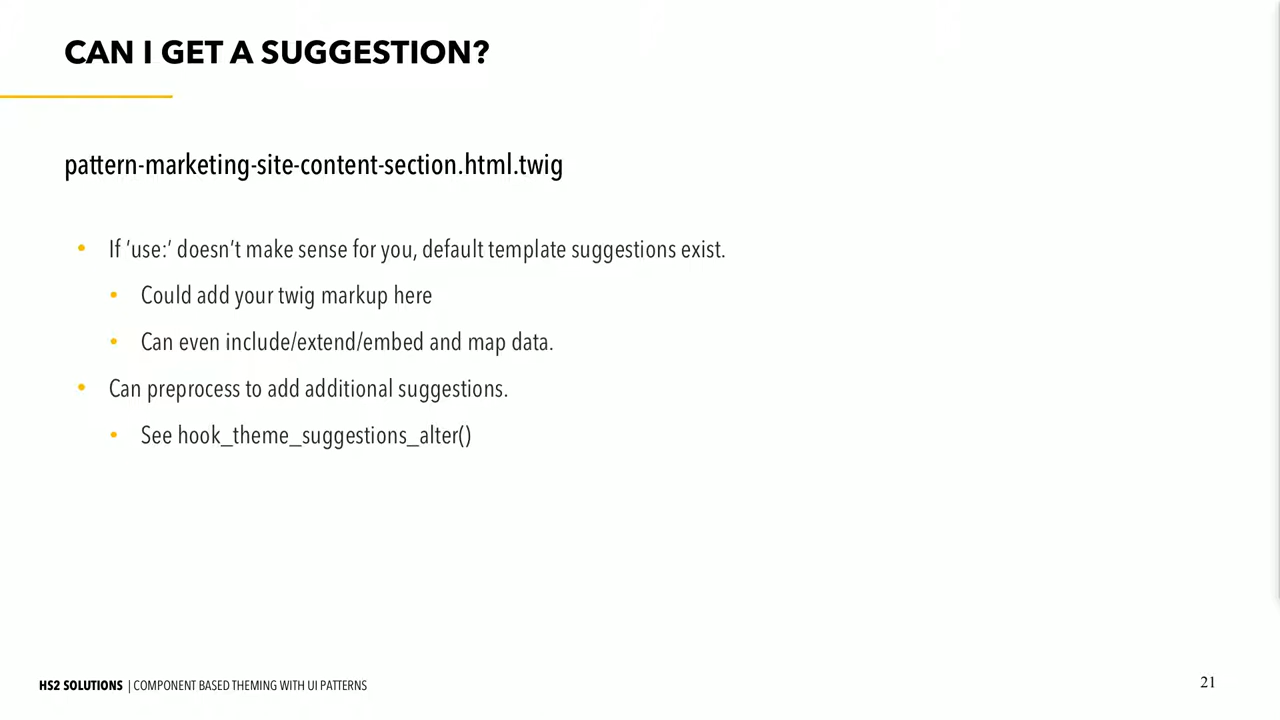 CAN I GET A SUGGESTION?
pattern-marketing-site-content-section.html.twig
• If ‘use:’ doesn’t make sense for you, default template suggestions exist.
• Could add your twig markup here
• Can even include/extend/embed and map data.
• Can preprocess to add additional suggestions.
• See hook_theme_suggestions_alter()
HS2 SOLUTIONS | COMPONENT BASED THEMING WITH UI PATTERNS
21